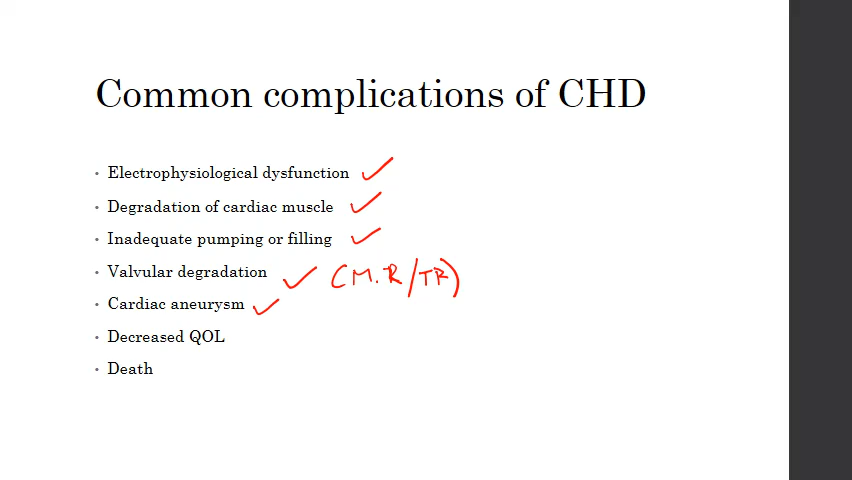 Common complications of CHD
• Electrophysiological dysfunction ✓
• Degradation of cardiac muscle ✓
• Inadequate pumping or filling ✓
• Valvular degradation ✓ (M.R/TR)
• Cardiac aneurysm ✓
• Decreased QOL
• Death